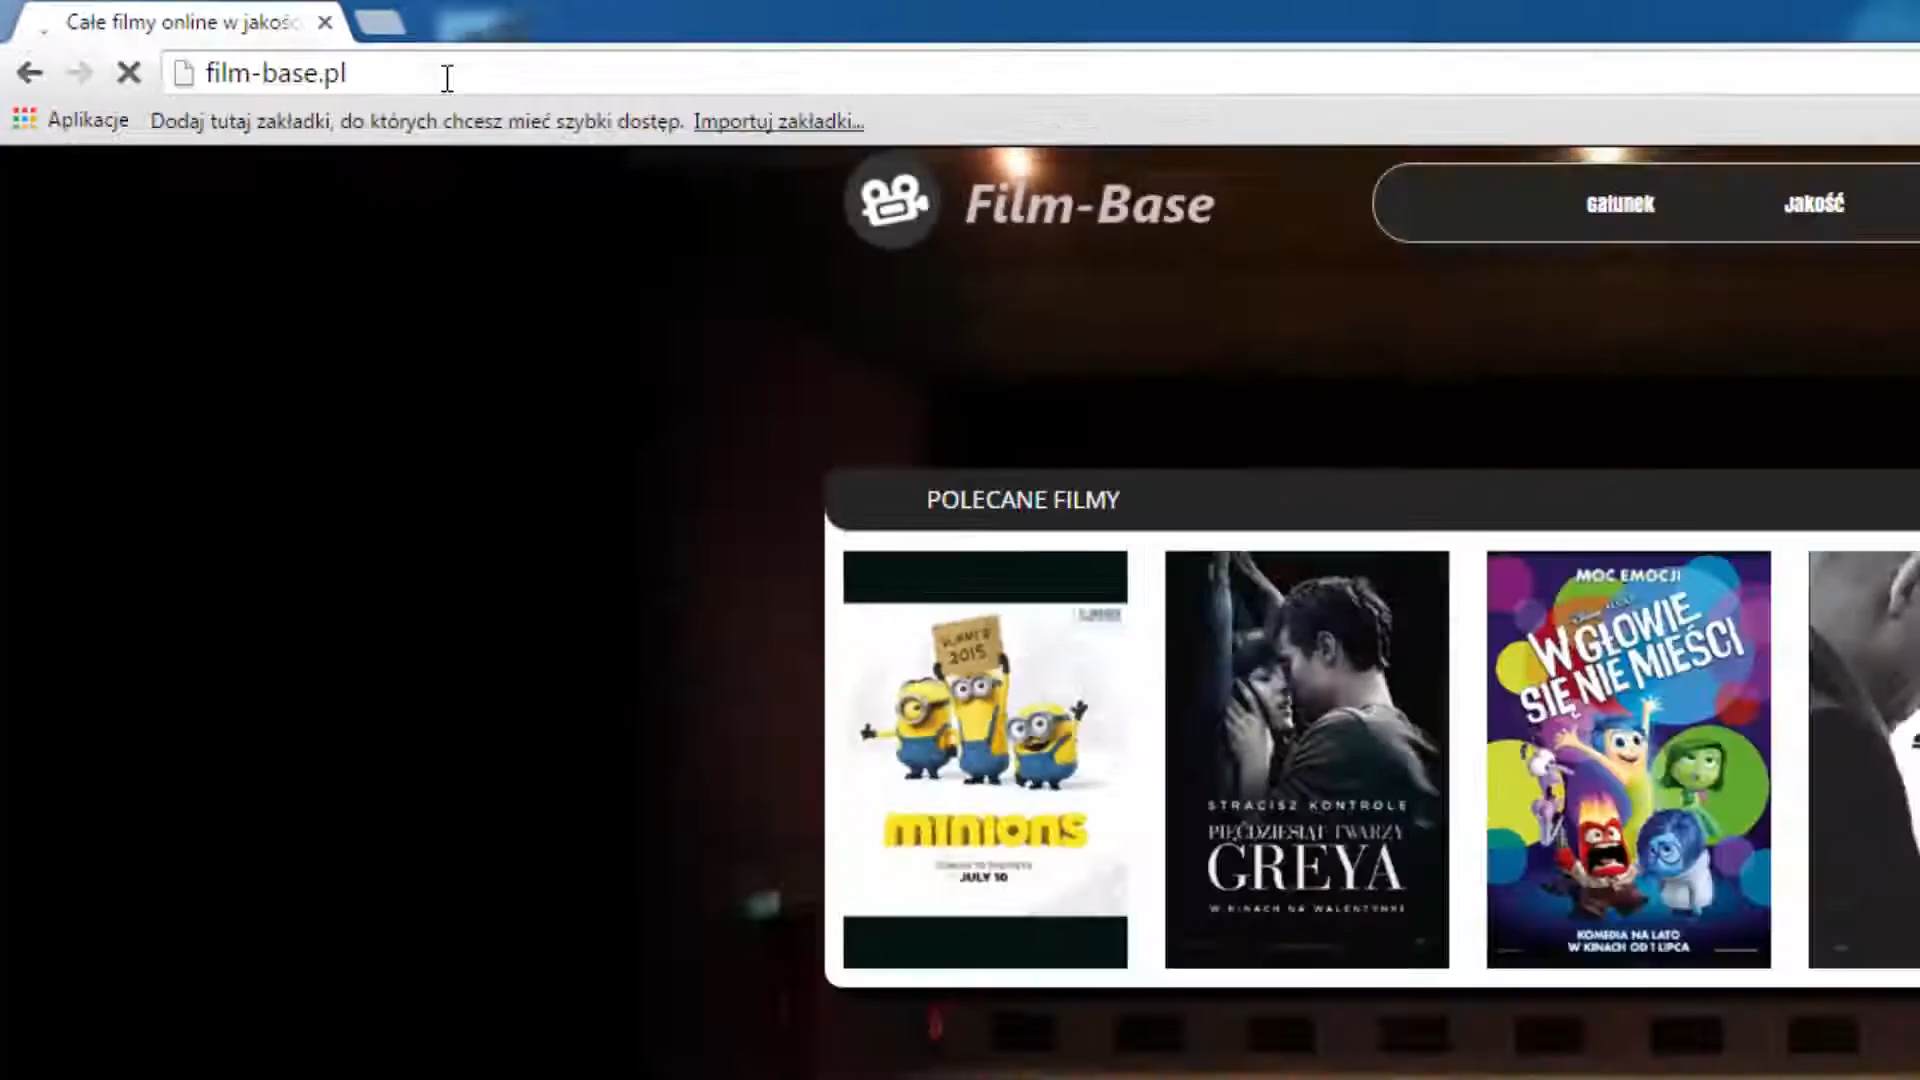 Całe filmy online w jakośc
film-base.pl
Aplikacje Dodaj tutaj zakładki, do których chcesz mieć szybki dostęp. Importuj zakładki...
Film-Base
Gatunek
Jakość
POLECANE FILMY
SUMMER
2015
minions
JULY 10
STRACISZ KONTROLĘ
PIĘĆDZIESIĄT TWARZY
GREYA
W KINACH NA WALENTYNKI
MOC EMOCJI
W GŁOWIE
SIĘ NIE MIEŚCI
KOMEDIA NA LATO
W KINACH OD 1 LIPCA